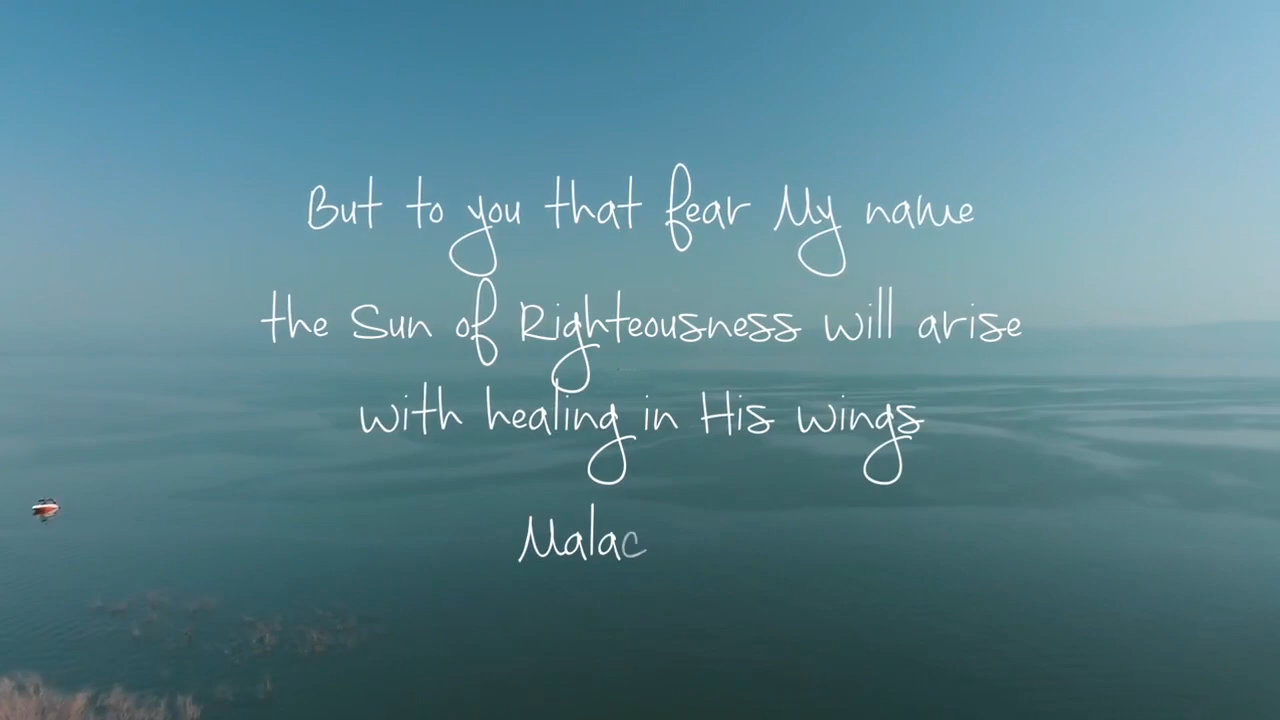 But to you that fear My name
the Sun of Righteousness will arise
with healing in His wings
Malac